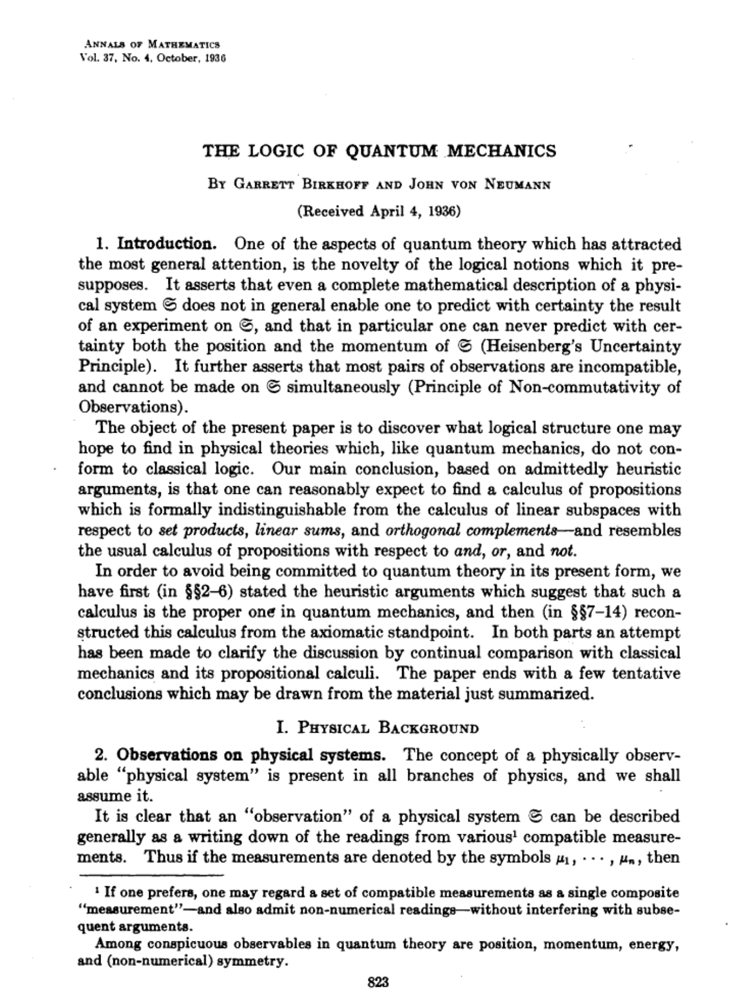 ANNALS OF MATHEMATICS
Vol. 37, No. 4, October, 1936
THE LOGIC OF QUANTUM MECHANICS
BY GARRETT BIRKHOFF AND JOHN VON NEUMANN
(Received April 4, 1936)
1. Introduction. One of the aspects of quantum theory which has attracted
the most general attention, is the novelty of the logical notions which it pre-
supposes. It asserts that even a complete mathematical description of a physi-
cal system 𝔖 does not in general enable one to predict with certainty the result
of an experiment on 𝔖, and that in particular one can never predict with cer-
tainty both the position and the momentum of 𝔖 (Heisenberg's Uncertainty
Principle). It further asserts that most pairs of observations are incompatible,
and cannot be made on 𝔖 simultaneously (Principle of Non-commutativity of
Observations).
The object of the present paper is to discover what logical structure one may
hope to find in physical theories which, like quantum mechanics, do not con-
form to classical logic. Our main conclusion, based on admittedly heuristic
arguments, is that one can reasonably expect to find a calculus of propositions
which is formally indistinguishable from the calculus of linear subspaces with
respect to set products, linear sums, and orthogonal complements—and resembles
the usual calculus of propositions with respect to and, or, and not.
In order to avoid being committed to quantum theory in its present form, we
have first (in §§2–6) stated the heuristic arguments which suggest that such a
calculus is the proper one in quantum mechanics, and then (in §§7–14) recon-
structed this calculus from the axiomatic standpoint. In both parts an attempt
has been made to clarify the discussion by continual comparison with classical
mechanics and its propositional calculi. The paper ends with a few tentative
conclusions which may be drawn from the material just summarized.
I. PHYSICAL BACKGROUND
2. Observations on physical systems. The concept of a physically observ-
able "physical system" is present in all branches of physics, and we shall
assume it.
It is clear that an "observation" of a physical system 𝔖 can be described
generally as a writing down of the readings from various¹ compatible measure-
ments. Thus if the measurements are denoted by the symbols μ₁, · · · , μₙ, then
¹ If one prefers, one may regard a set of compatible measurements as a single composite
"measurement"—and also admit non-numerical readings—without interfering with subse-
quent arguments.
Among conspicuous observables in quantum theory are position, momentum, energy,
and (non-numerical) symmetry.
823